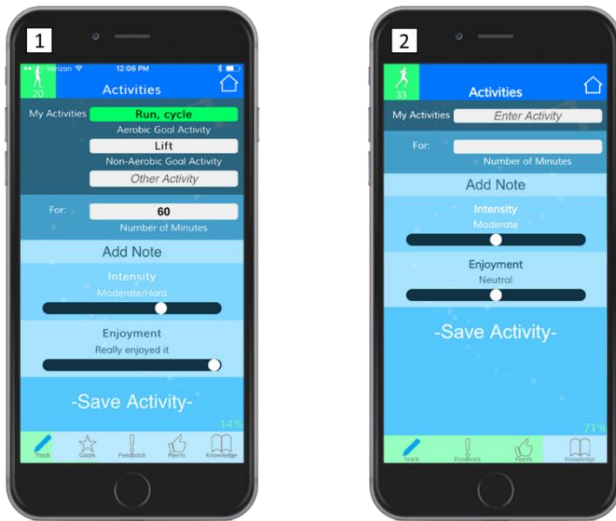 1
Verizon 12:06 PM
20
Activities
My Activities Run, cycle
Aerobic Goal Activity
Lift
Non-Aerobic Goal Activity
Other Activity
For: 60
Number of Minutes
Add Note
Intensity
Moderate/Hard
Enjoyment
Really enjoyed it
-Save Activity-
14%
Track Goals Feedback Merits Knowledge
2
33
Activities
My Activities Enter Activity
For:
Number of Minutes
Add Note
Intensity
Moderate
Enjoyment
Neutral
-Save Activity-
71%
Track Feedback Merits Knowledge